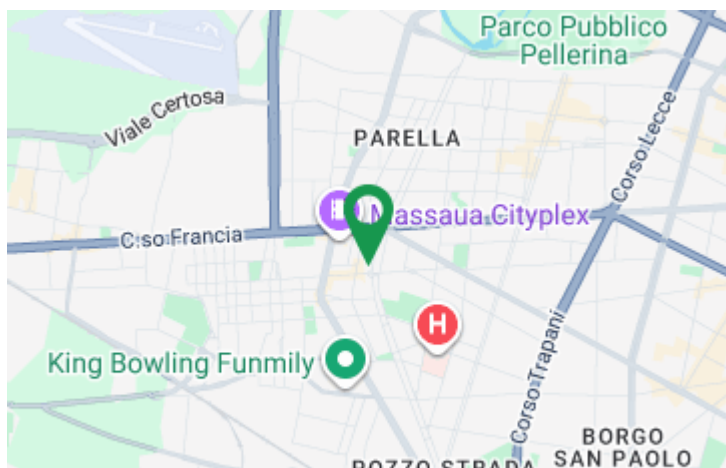 Parco Pubblico
Pellerina
Viale Certosa
PARELLA
Corso Lecce
Massaua Cityplex
C.so Francia
H
King Bowling Funmily
Corso Trapani
BORGO
SAN PAOLO
POZZO STRADA